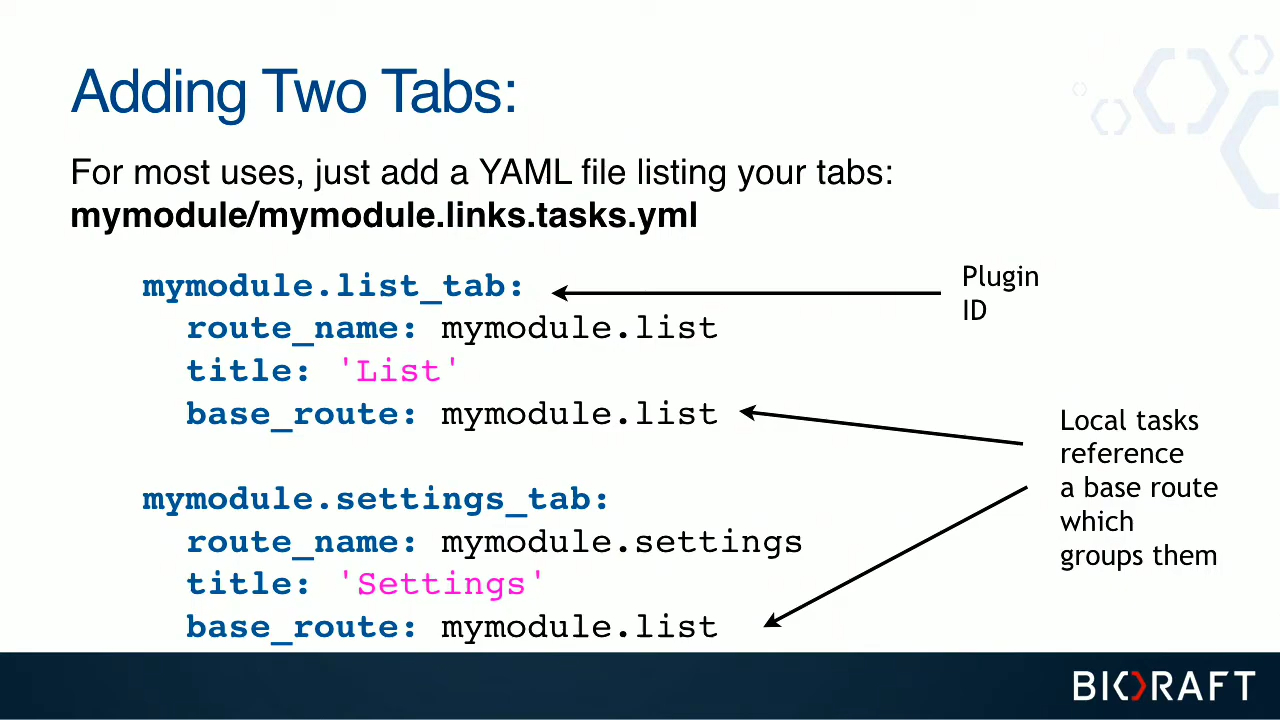 Adding Two Tabs:
For most uses, just add a YAML file listing your tabs:
mymodule/mymodule.links.tasks.yml
mymodule.list_tab:
  route_name: mymodule.list
  title: 'List'
  base_route: mymodule.list
Plugin
ID
Local tasks
reference
a base route
which
groups them
mymodule.settings_tab:
  route_name: mymodule.settings
  title: 'Settings'
  base_route: mymodule.list
BIORAFT